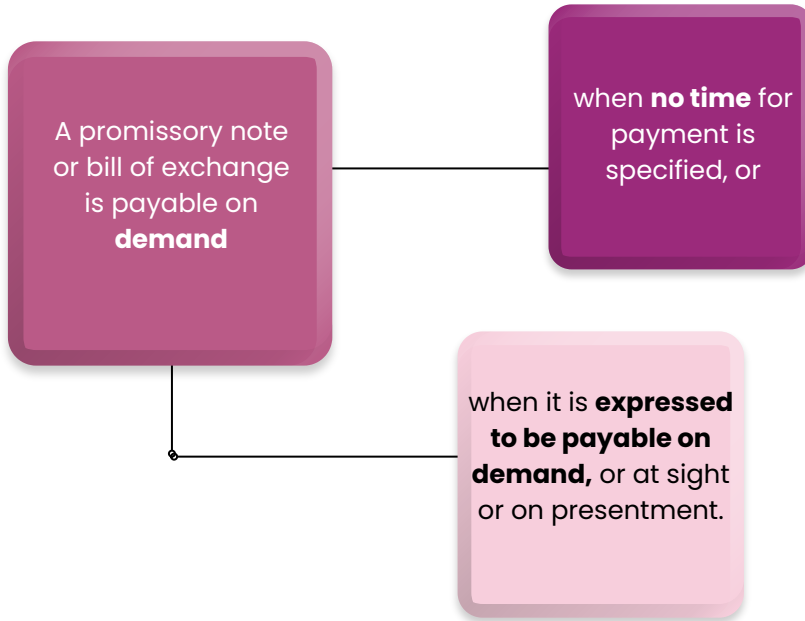 A promissory note
or bill of exchange
is payable on
demand
when no time for
payment is
specified, or
when it is expressed
to be payable on
demand, or at sight
or on presentment.